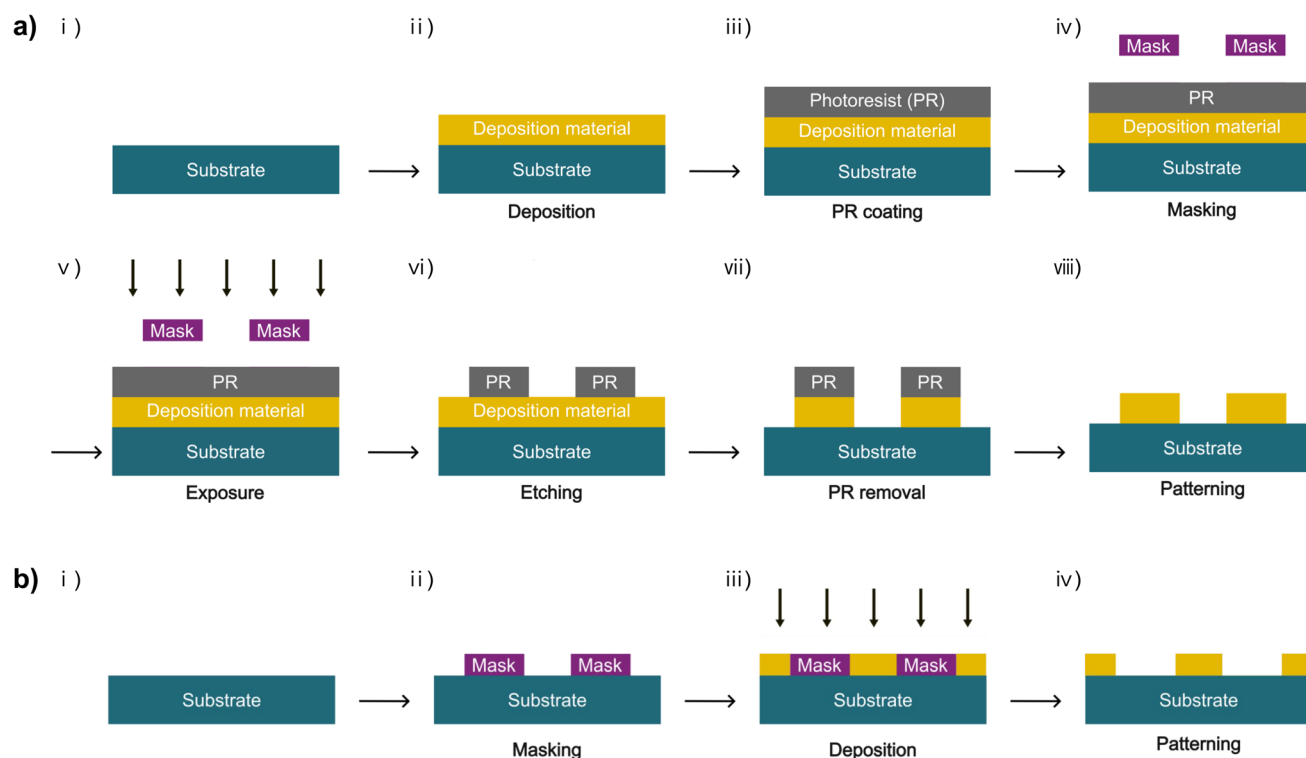 a) i) ii) iii) iv)
Mask Mask
Photoresist (PR) PR
Deposition material Deposition material Deposition material
Substrate Substrate Substrate Substrate
Deposition PR coating Masking
v) vi) vii) viii)
Mask Mask
PR PR PR PR PR
Deposition material Deposition material
Substrate Substrate Substrate Substrate
Exposure Etching PR removal Patterning
b) i) ii) iii) iv)
Mask Mask Mask Mask
Substrate Substrate Substrate Substrate
Masking Deposition Patterning